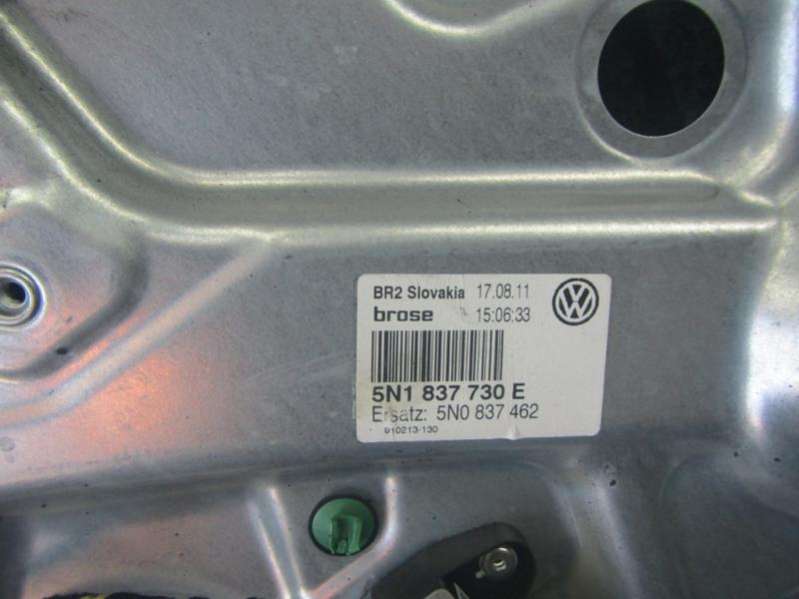 BR2 Slovakia 17.08.11
brose 15:06:33
5N1 837 730 E
Ersatz: 5N0 837 462
910213-130